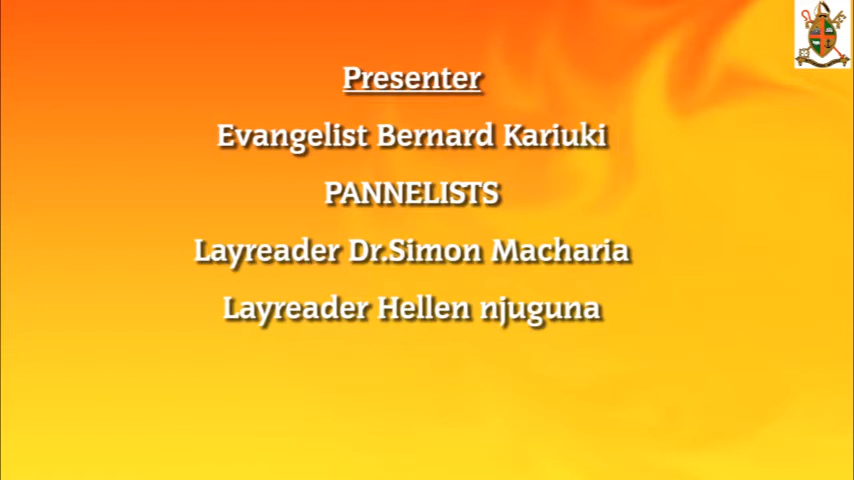 Presenter
Evangelist Bernard Kariuki
PANNELISTS
Layreader Dr.Simon Macharia
Layreader Hellen njuguna